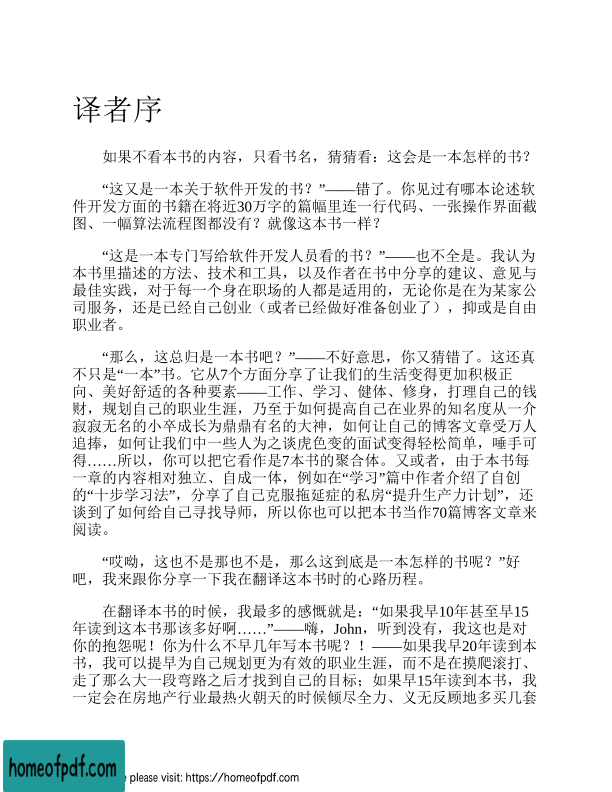 译者序
如果不看本书的内容，只看书名，猜猜看：这会是一本怎样的书？
“这又是一本关于软件开发的书？”——错了。你见过有哪本论述软
件开发方面的书籍在将近30万字的篇幅里连一行代码、一张操作界面截
图、一幅算法流程图都没有？就像这本书一样？
“这是一本专门写给软件开发人员看的书？”——也不全是。我认为
本书里描述的方法、技术和工具，以及作者在书中分享的建议、意见与
最佳实践，对于每一个身在职场的人都是适用的，无论你是在为某家公
司服务，还是已经自己创业（或者已经做好准备创业了），抑或是自由
职业者。
“那么，这总归是一本书吧？”——不好意思，你又猜错了。这还真
不只是“一本”书。它从7个方面分享了让我们的生活变得更加积极正
向、美好舒适的各种要素——工作、学习、健体、修身，打理自己的钱
财，规划自己的职业生涯，乃至于如何提高自己在业界的知名度从一介
寂寂无名的小卒成长为鼎鼎有名的大神，如何让自己的博客文章受万人
追捧，如何让我们中一些人为之谈虎色变的面试变得轻松简单，唾手可
得……所以，你可以把它看作是7本书的聚合体。又或者，由于本书每
一章的内容相对独立、自成一体，例如在“学习”篇中作者介绍了自创
的“十步学习法”，分享了自己克服拖延症的私房“提升生产力计划”，还
谈到了如何给自己寻找导师，所以你也可以把本书当作70篇博客文章来
阅读。
“哎呦，这也不是那也不是，那么这到底是一本怎样的书呢？”好
吧，我来跟你分享一下我在翻译这本书时的心路历程。
在翻译本书的时候，我最多的感慨就是：“如果我早10年甚至早15
年读到这本书那该多好啊……”——嗨，John，听到没有，我这也是对
你的抱怨呢！你为什么不早几年写本书呢？！——如果我早20年读到本
书，我可以提早为自己规划更为有效的职业生涯，而不是在摸爬滚打、
走了那么大一段弯路之后才找到自己的目标；如果早15年读到本书，我
一定会在房地产行业最热火朝天的时候倾尽全力、义无反顾地多买几套
homeofpdf.com
e please visit: https://homeofpdf.com